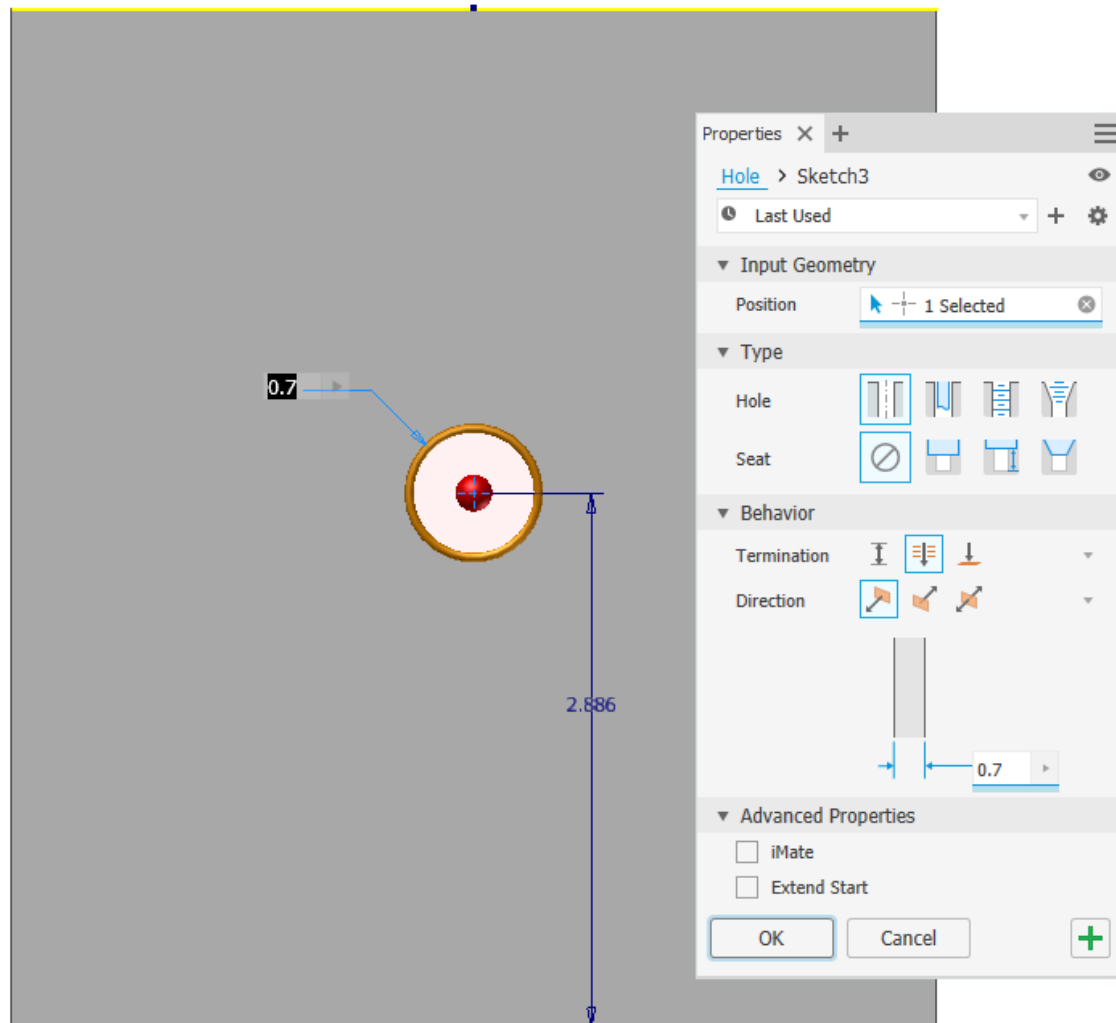 Properties
Hole > Sketch3
Last Used
Input Geometry
Position 1 Selected
Type
Hole
Seat
Behavior
Termination
Direction
0.7
Advanced Properties
iMate
Extend Start
OK Cancel
0.7
2.886